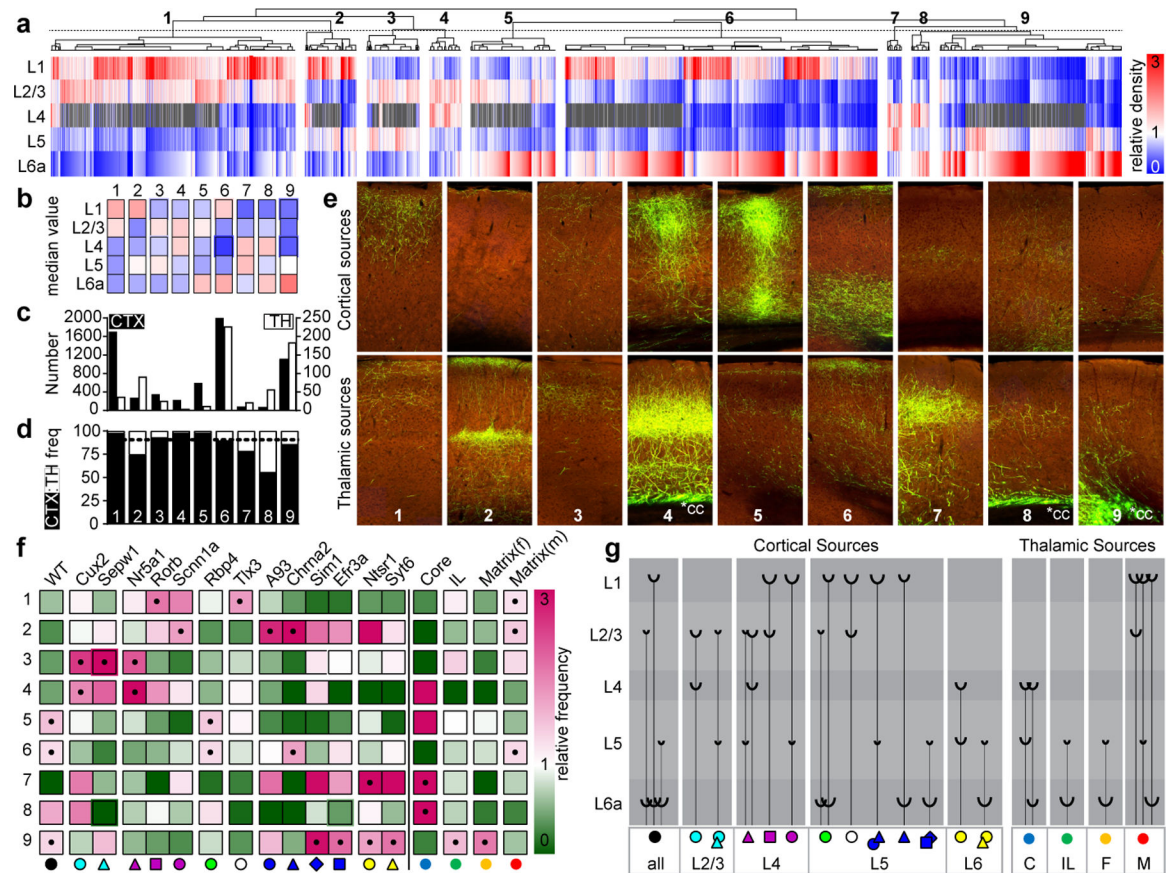 a
1 2 3 4 5 6 7 8 9
L1
L2/3
L4
L5
L6a
3
relative density
0
b
1 2 3 4 5 6 7 8 9
median value
L1
L2/3
L4
L5
L6a
c
CTX TH
Number
2000 250
1600 200
1200 150
800 100
400 50
0 0
d
CTX:TH freq
100
75
50
25
0
1 2 3 4 5 6 7 8 9
e
Cortical sources
Thalamic sources
1 2 3 4 *cc 5 6 7 8 *cc 9 *cc
f
WT Cux2 Sepw1 Nr5a1 Rorb Scnn1a Rbp4 Tlx3 A93 Chrna2 Sim1 Efr3a Ntsr1 Syt6 Core IL Matrix(f) Matrix(m)
1
2
3
4
5
6
7
8
9
3
relative frequency
1
0
g
Cortical Sources Thalamic Sources
L1
L2/3
L4
L5
L6a
all L2/3 L4 L5 L6 C IL F M